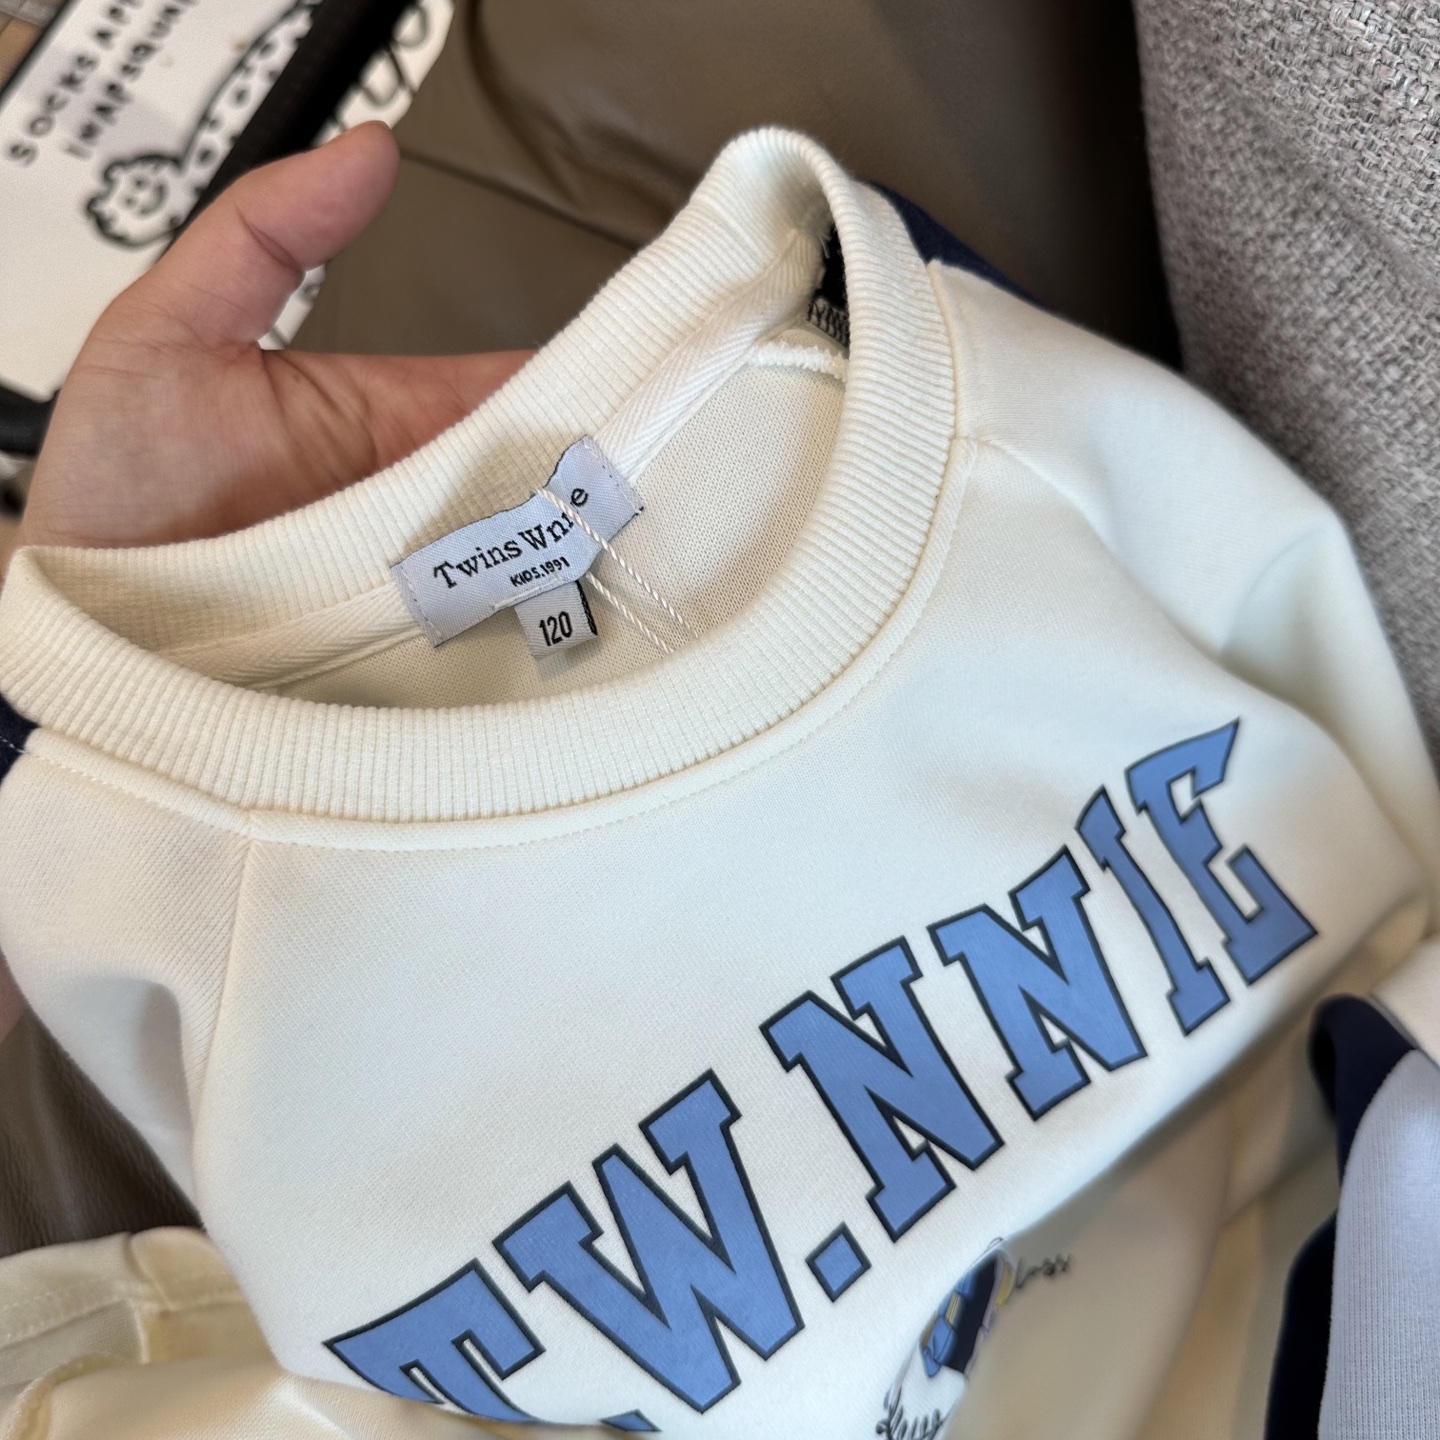 SOCKS AP
Twins Wnne
KIDS.1991
120
TW.NNIE